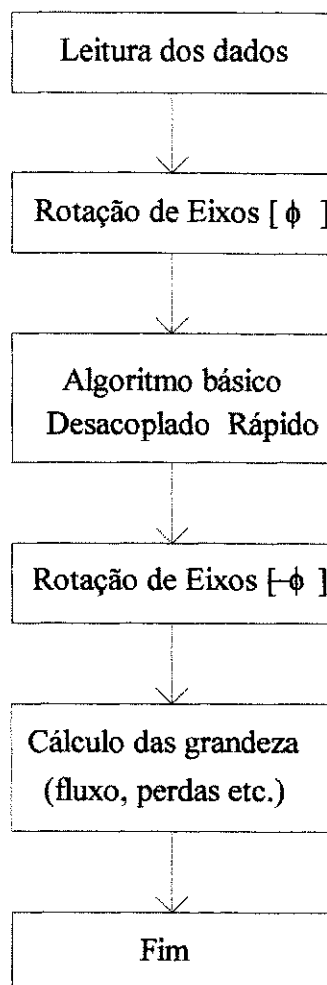 Leitura dos dados
Rotação de Eixos [ ϕ ]
Algoritmo básico
Desacoplado Rápido
Rotação de Eixos [-ϕ ]
Cálculo das grandeza
(fluxo, perdas etc.)
Fim